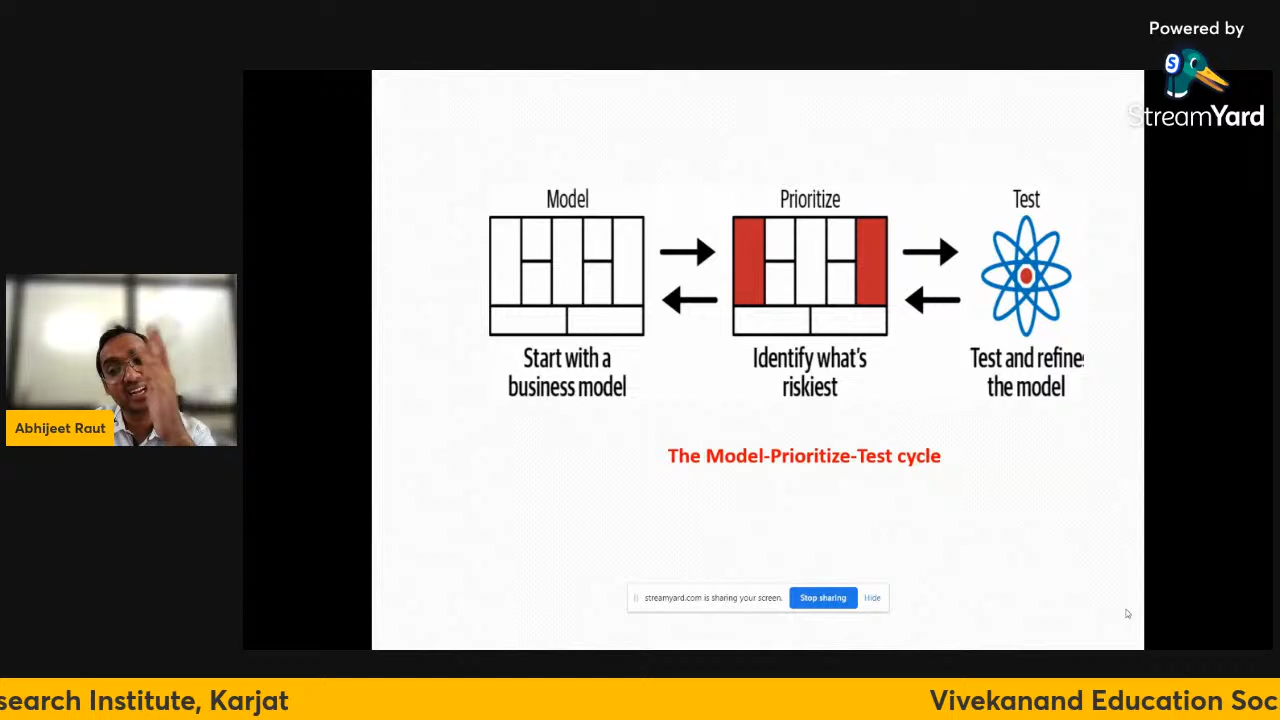 Powered by
S
StreamYard
Model
Prioritize
Test
Start with a
business model
Identify what's
riskiest
Test and refine
the model
Abhijeet Raut
The Model-Prioritize-Test cycle
streamyard.com is sharing your screen.
Stop sharing
Hide
search Institute, Karjat
Vivekanand Education Soc